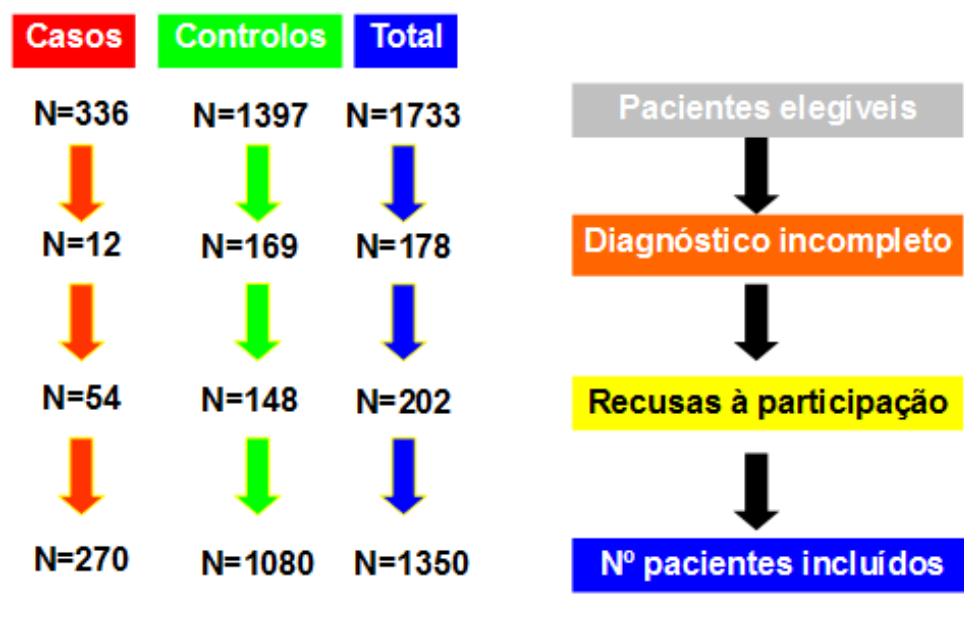 Casos Controlos Total
N=336 N=1397 N=1733 Pacientes elegíveis
N=12 N=169 N=178 Diagnóstico incompleto
N=54 N=148 N=202 Recusas à participação
N=270 N=1080 N=1350 Nº pacientes incluídos